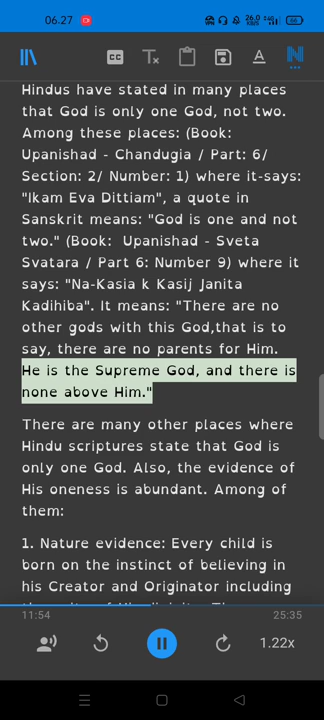 06.27
26.0
KB/S
4G
66
CC
Hindus have stated in many places
that God is only one God, not two.
Among these places: (Book:
Upanishad - Chandugia / Part: 6/
Section: 2/ Number: 1) where it-says:
"Ikam Eva Dittiam", a quote in
Sanskrit means: "God is one and not
two." (Book:  Upanishad - Sveta
Svatara / Part 6: Number 9) where it
says: "Na-Kasia k Kasij Janita
Kadihiba". It means: "There are no
other gods with this God,that is to
say, there are no parents for Him.
He is the Supreme God, and there is
none above Him."
There are many other places where
Hindu scriptures state that God is
only one God. Also, the evidence of
His oneness is abundant. Among of
them:
1. Nature evidence: Every child is
born on the instinct of believing in
his Creator and Originator including
11:54
25:35
1.22x